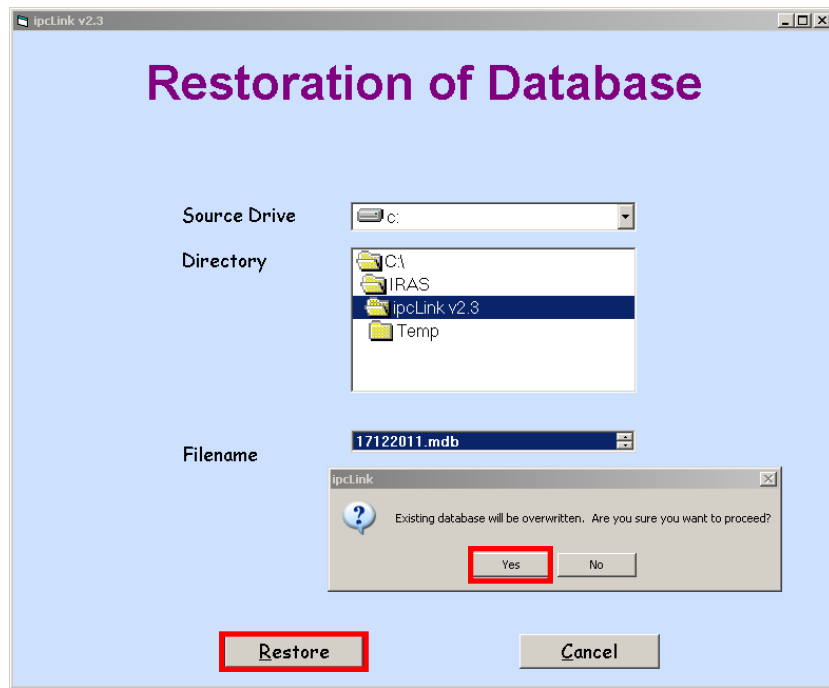 ipcLink v2.3
Restoration of Database
Source Drive
c:
Directory
C:\
IRAS
ipcLink v2.3
Temp
Filename
17122011.mdb
ipcLink
Existing database will be overwritten. Are you sure you want to proceed?
Yes No
Restore Cancel